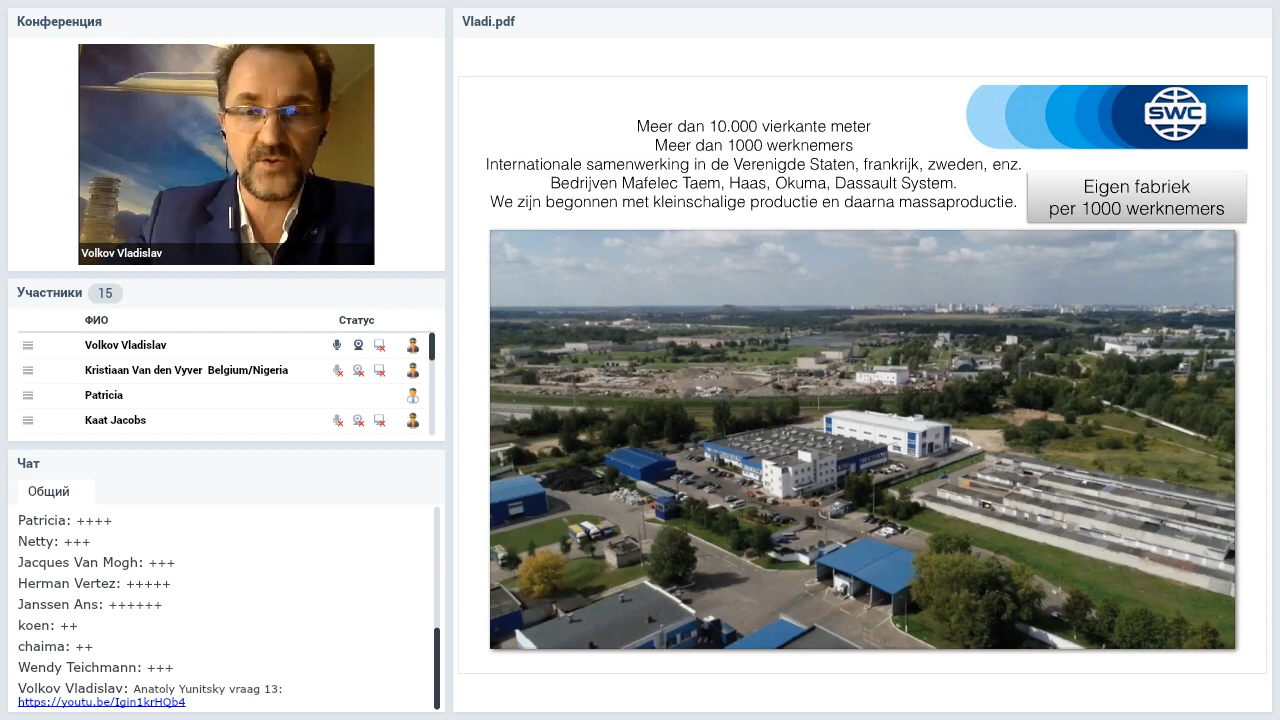 Конференция
Volkov Vladislav
Участники 15
ФИО Статус
Volkov Vladislav
Kristiaan Van den Vyver Belgium/Nigeria
Patricia
Kaat Jacobs
Чат
Общий
Patricia: ++++
Netty: +++
Jacques Van Mogh: +++
Herman Vertez: +++++
Janssen Ans: ++++++
koen: ++
chaima: ++
Wendy Teichmann: +++
Volkov Vladislav: Anatoly Yunitsky vraag 13:
https://youtu.be/Igin1krHQb4
Vladi.pdf
Meer dan 10.000 vierkante meter
Meer dan 1000 werknemers
Internationale samenwerking in de Verenigde Staten, frankrijk, zweden, enz.
Bedrijven Mafelec Taem, Haas, Okuma, Dassault System.
We zijn begonnen met kleinschalige productie en daarna massaproductie.
SWC
Eigen fabriek
per 1000 werknemers